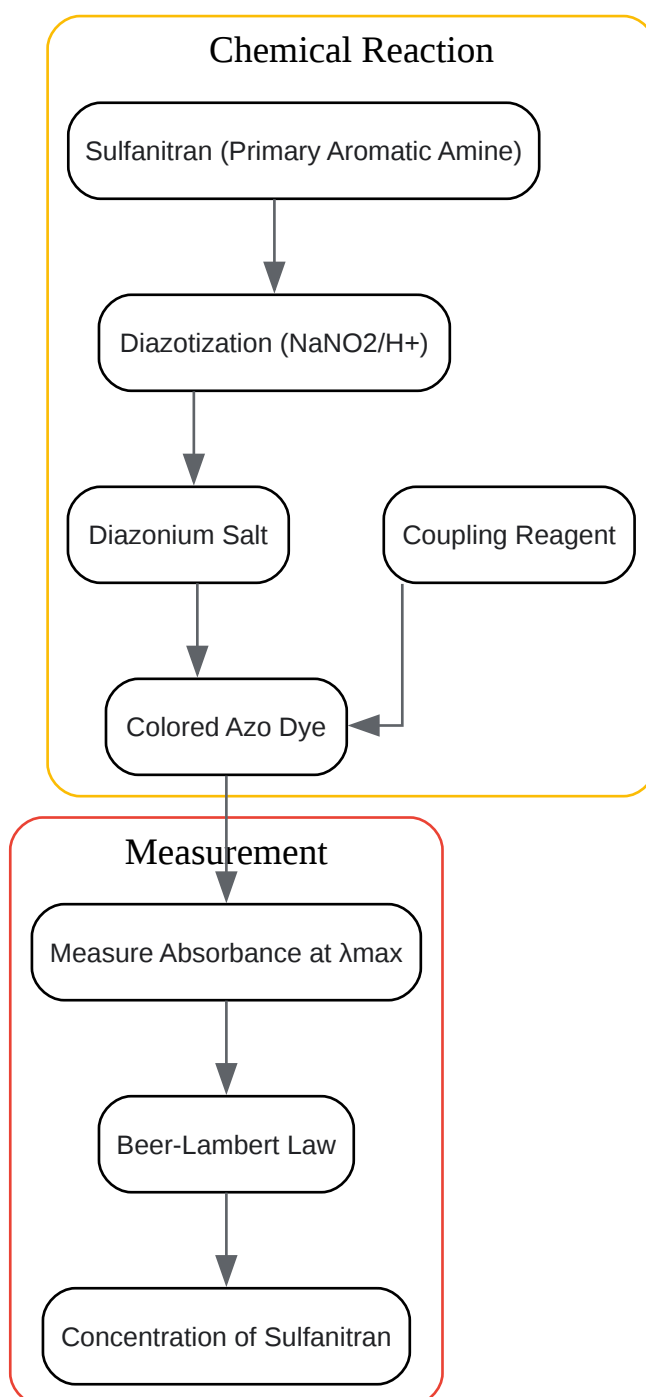 Chemical Reaction
Sulfanitran (Primary Aromatic Amine)
Diazotization (NaNO2/H+)
Diazonium Salt
Coupling Reagent
Colored Azo Dye
Measurement
Measure Absorbance at λmax
Beer-Lambert Law
Concentration of Sulfanitran